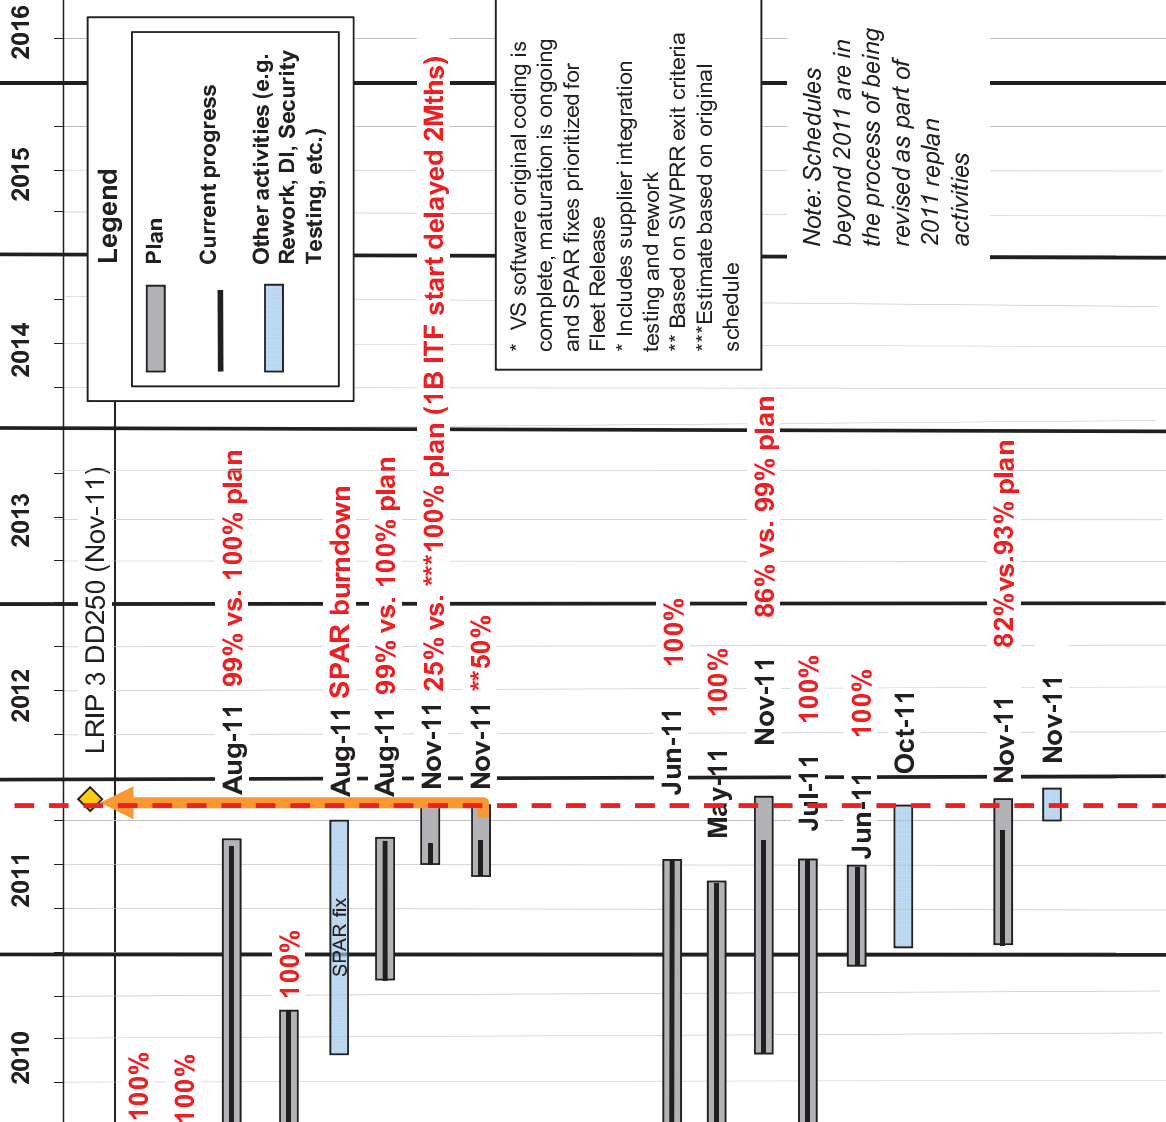 2010
2011
2012
2013
2014
2015
2016
LRIP 3 DD250 (Nov-11)
Legend
Plan
Current progress
Other activities (e.g.
Rework, DI, Security
Testing, etc.)
100%
100%
Aug-11 99% vs. 100% plan
100%
SPAR fix
Aug-11 SPAR burndown
Aug-11 99% vs. 100% plan
Nov-11 25% vs. ***100% plan (1B ITF start delayed 2Mths)
Nov-11 **50%
* VS software original coding is
complete, maturation is ongoing
and SPAR fixes prioritized for
Fleet Release
* Includes supplier integration
testing and rework
** Based on SWPRR exit criteria
***Estimate based on original
schedule
Jun-11 100%
May-11 100%
Nov-11 86% vs. 99% plan
Jul-11 100%
Jun-11 100%
Oct-11
Nov-11 82%vs.93% plan
Nov-11
Note: Schedules
beyond 2011 are in
the process of being
revised as part of
2011 replan
activities